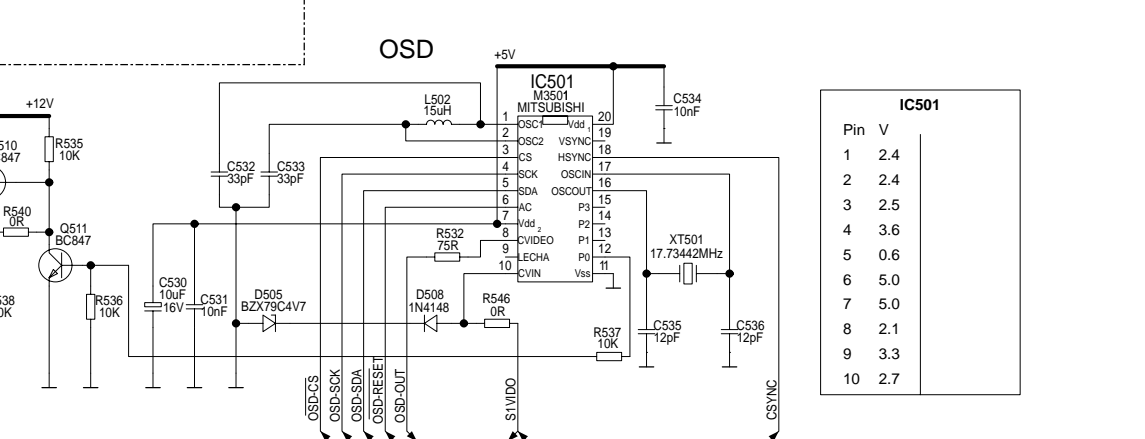 OSD
+5V
IC501
M3501
MITSUBISHI
+12V
R535
10K
L502
15uH
C534
10nF
C532
33pF
C533
33pF
1 OSC1
2 OSC2
3 CS
4 SCK
5 SDA
6 AC
7 Vdd 2
8 CVIDEO
9 LECHA
10 CVIN
Vdd 1 20
VSYNC 19
HSYNC 18
OSCIN 17
OSCOUT 16
P3 15
P2 14
P1 13
P0 12
Vss 11
R540
0R
Q511
BC847
R532
75R
XT501
17.73442MHz
R536
10K
C530
10uF
16V
C531
10nF
D505
BZX79C4V7
D508
1N4148
R546
0R
R537
10K
C535
12pF
C536
12pF
OSD-CS
OSD-SCK
OSD-SDA
OSD-RESET
OSD-OUT
S1VIDO
CSYNC
IC501
Pin V
1 2.4
2 2.4
3 2.5
4 3.6
5 0.6
6 5.0
7 5.0
8 2.1
9 3.3
10 2.7